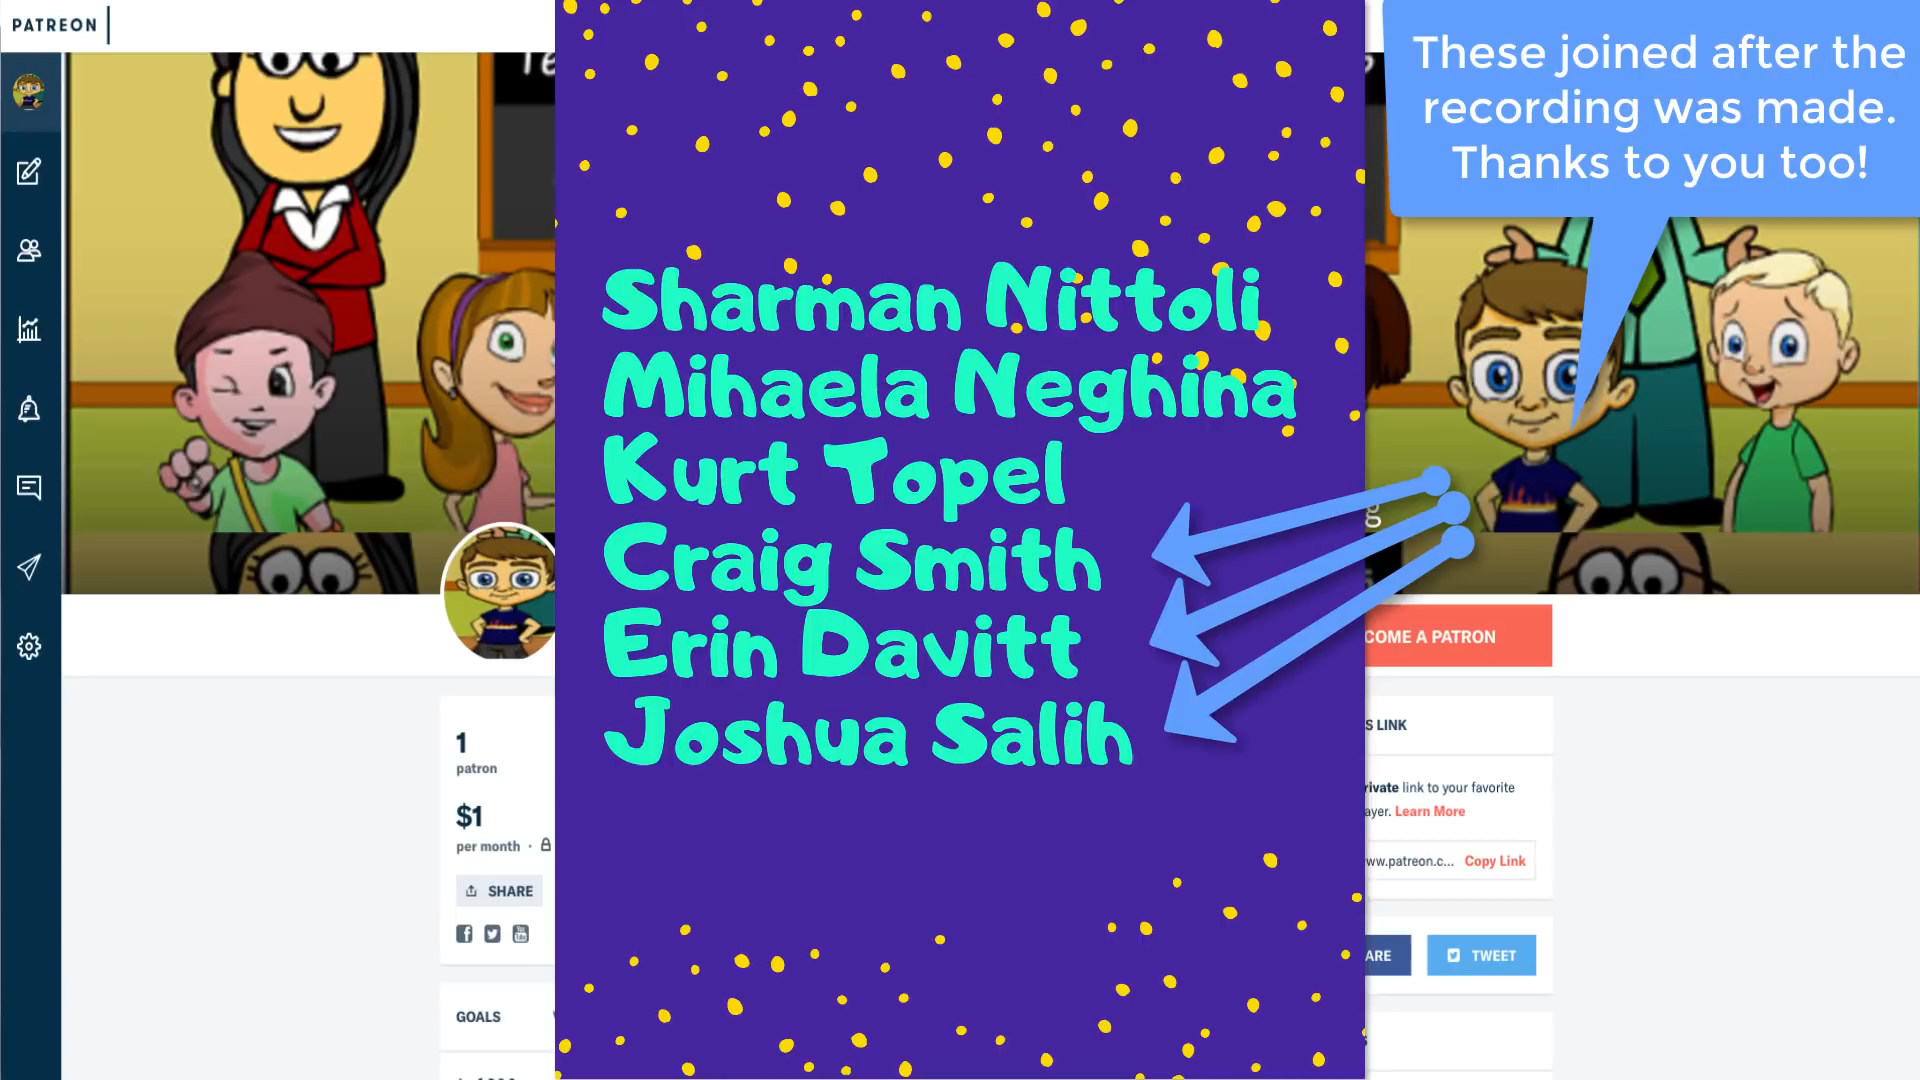 PATREON
Te
These joined after the
recording was made.
Thanks to you too!
Sharman Nittoli
Mihaela Neghina
Kurt Topel
Craig Smith
Erin Davitt
Joshua Salih
COME A PATRON
1
patron
$1
per month ·
SHARE
GOALS
S LINK
rivate link to your favorite
ayer. Learn More
ww.patreon.c... Copy Link
ARE
TWEET